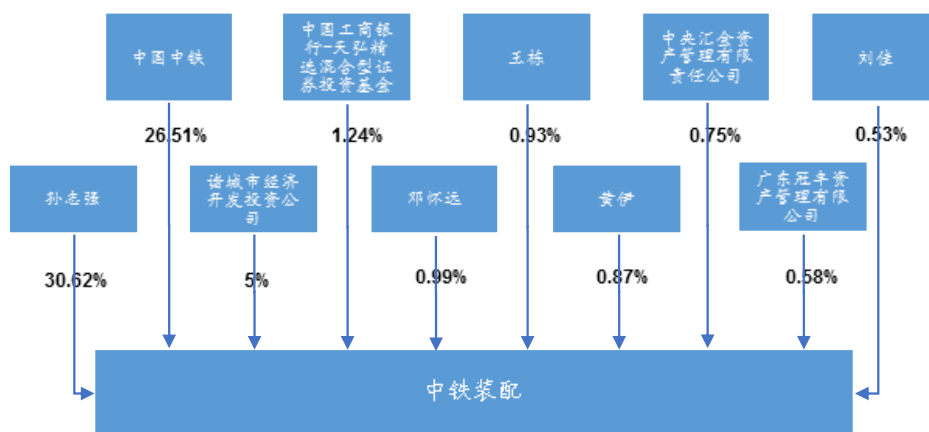 中国中铁
中国工商银
行-天弘精
选混合型证
券投资基金
王栋
中央汇金资
产管理有限
责任公司
刘佳
26.51%
1.24%
0.93%
0.75%
0.53%
孙志强
诸城市经济
开发投资公
司
邓怀远
黄伊
广东冠丰资
产管理有限
公司
30.62%
5%
0.99%
0.87%
0.58%
中铁装配